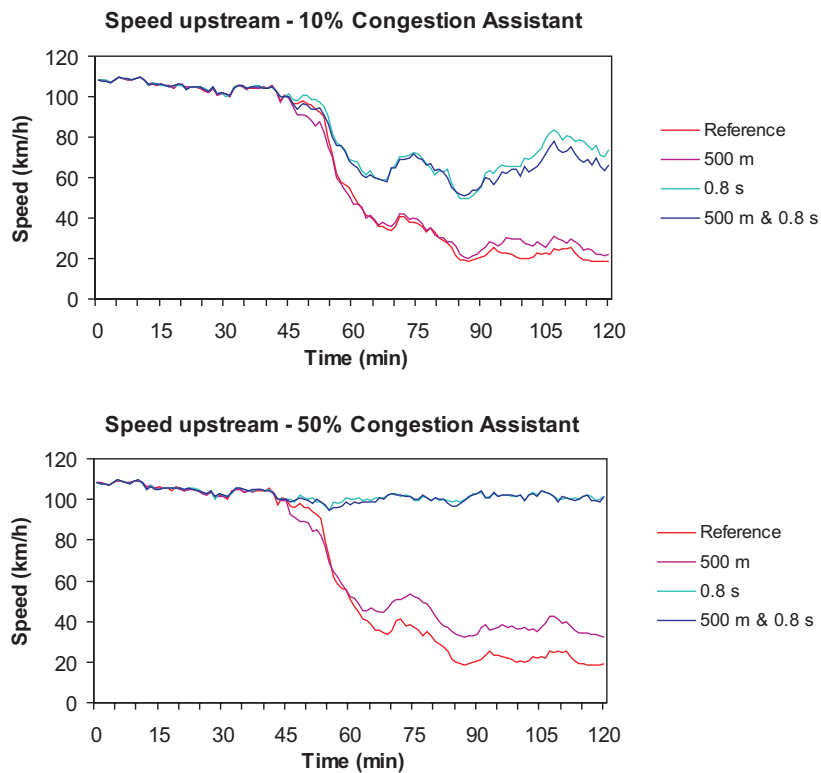 Speed upstream - 10% Congestion Assistant
120
100
80
60
40
20
0
Speed (km/h)
0 15 30 45 60 75 90 105 120
Time (min)
Reference
500 m
0.8 s
500 m & 0.8 s
Speed upstream - 50% Congestion Assistant
120
100
80
60
40
20
0
Speed (km/h)
0 15 30 45 60 75 90 105 120
Time (min)
Reference
500 m
0.8 s
500 m & 0.8 s